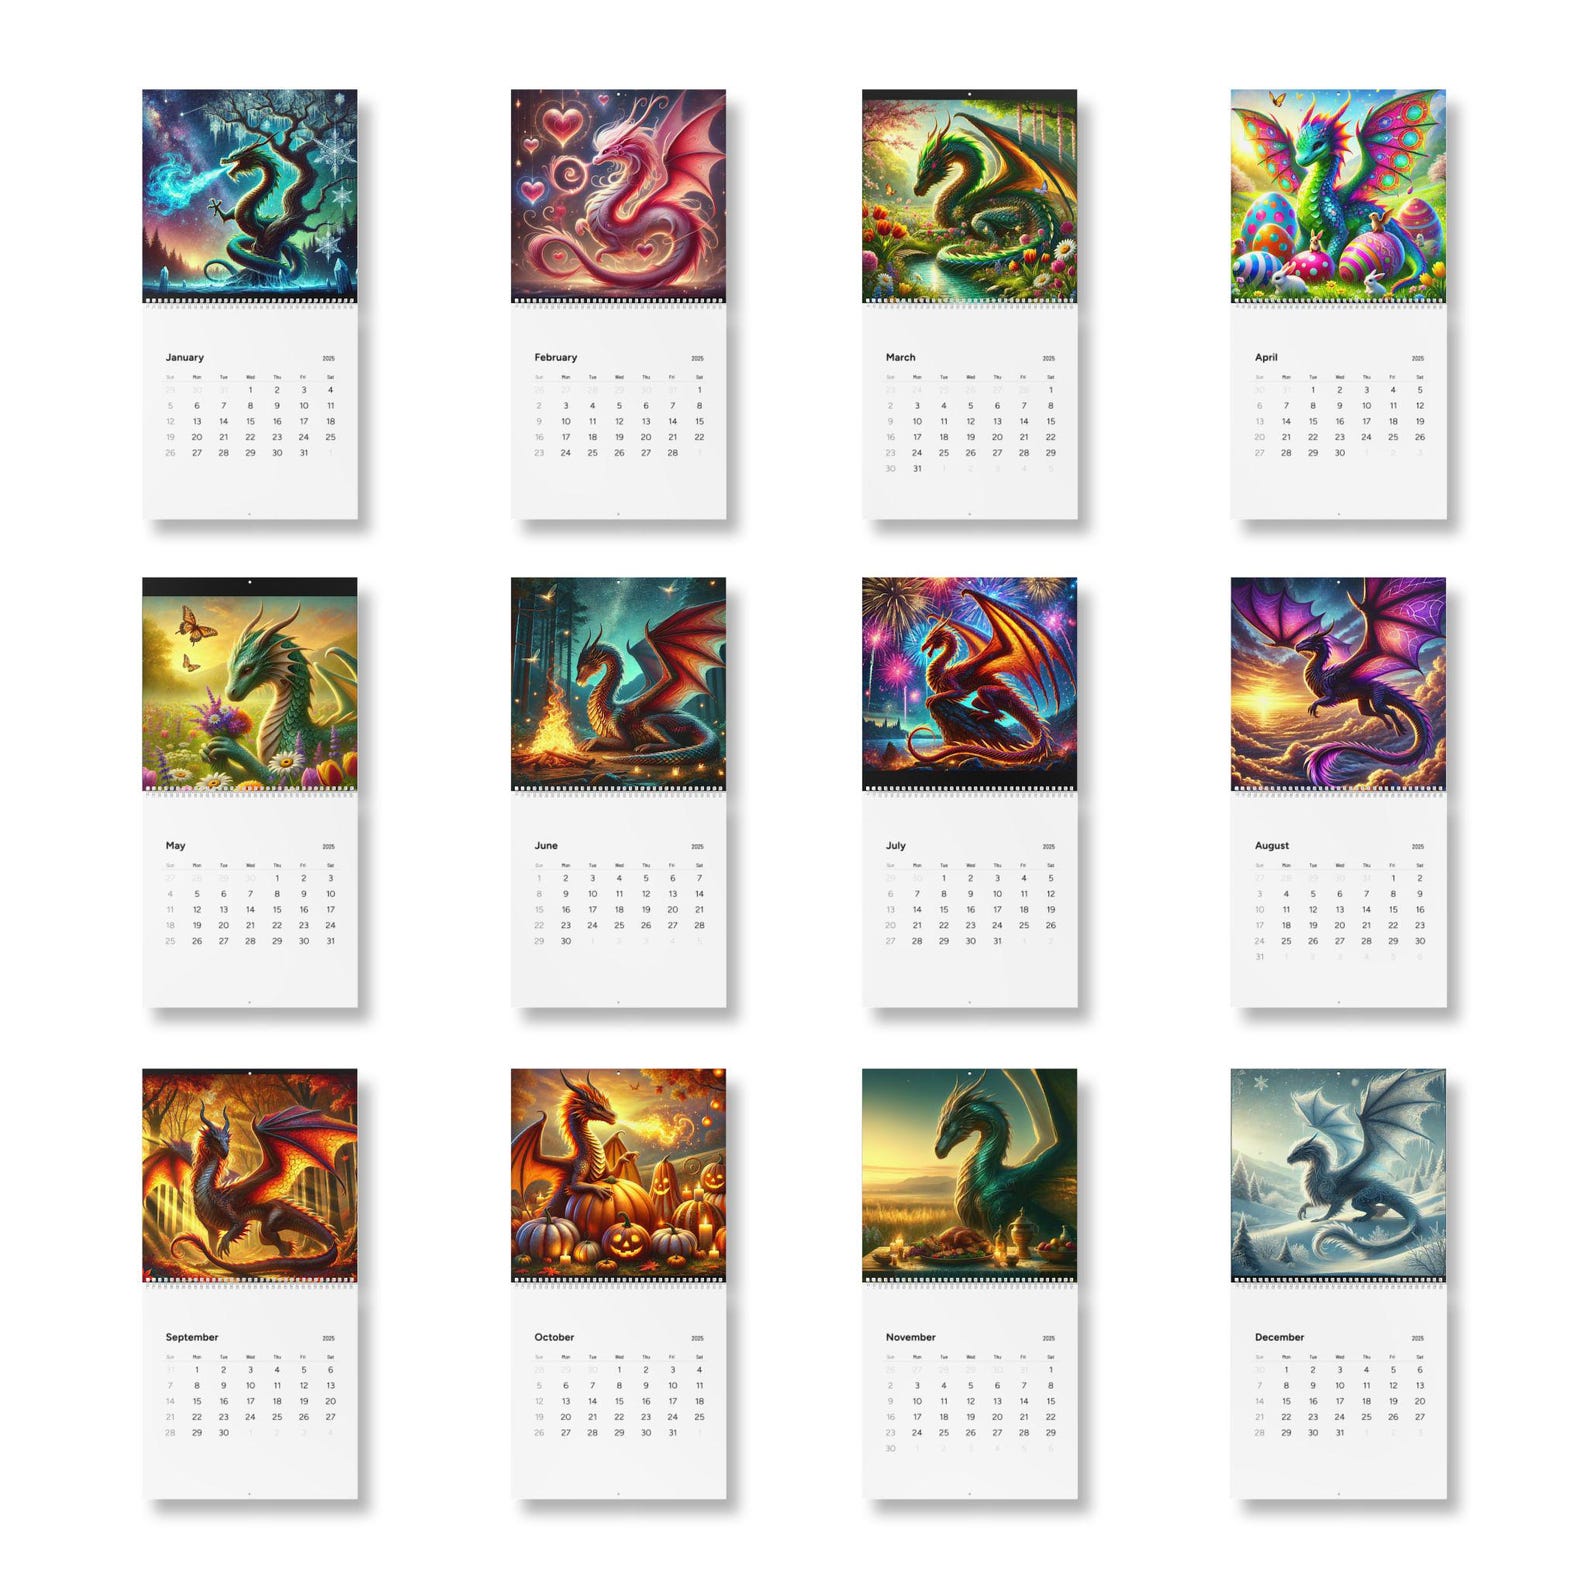 January 2025
Sun Mon Tue Wed Thu Fri Sat
29 30 31 1 2 3 4
5 6 7 8 9 10 11
12 13 14 15 16 17 18
19 20 21 22 23 24 25
26 27 28 29 30 31 1
February 2025
Sun Mon Tue Wed Thu Fri Sat
26 27 28 29 30 31 1
2 3 4 5 6 7 8
9 10 11 12 13 14 15
16 17 18 19 20 21 22
23 24 25 26 27 28 1
March 2025
Sun Mon Tue Wed Thu Fri Sat
23 24 25 26 27 28 1
2 3 4 5 6 7 8
9 10 11 12 13 14 15
16 17 18 19 20 21 22
23 24 25 26 27 28 29
30 31 1 2 3 4 5
April 2025
Sun Mon Tue Wed Thu Fri Sat
30 31 1 2 3 4 5
6 7 8 9 10 11 12
13 14 15 16 17 18 19
20 21 22 23 24 25 26
27 28 29 30 1 2 3
May 2025
Sun Mon Tue Wed Thu Fri Sat
27 28 29 30 1 2 3
4 5 6 7 8 9 10
11 12 13 14 15 16 17
18 19 20 21 22 23 24
25 26 27 28 29 30 31
June 2025
Sun Mon Tue Wed Thu Fri Sat
1 2 3 4 5 6 7
8 9 10 11 12 13 14
15 16 17 18 19 20 21
22 23 24 25 26 27 28
29 30 1 2 3 4 5
July 2025
Sun Mon Tue Wed Thu Fri Sat
29 30 1 2 3 4 5
6 7 8 9 10 11 12
13 14 15 16 17 18 19
20 21 22 23 24 25 26
27 28 29 30 31 1 2
August 2025
Sun Mon Tue Wed Thu Fri Sat
27 28 29 30 31 1 2
3 4 5 6 7 8 9
10 11 12 13 14 15 16
17 18 19 20 21 22 23
24 25 26 27 28 29 30
31 1 2 3 4 5 6
September 2025
Sun Mon Tue Wed Thu Fri Sat
31 1 2 3 4 5 6
7 8 9 10 11 12 13
14 15 16 17 18 19 20
21 22 23 24 25 26 27
28 29 30 1 2 3 4
October 2025
Sun Mon Tue Wed Thu Fri Sat
28 29 30 1 2 3 4
5 6 7 8 9 10 11
12 13 14 15 16 17 18
19 20 21 22 23 24 25
26 27 28 29 30 31 1
November 2025
Sun Mon Tue Wed Thu Fri Sat
26 27 28 29 30 31 1
2 3 4 5 6 7 8
9 10 11 12 13 14 15
16 17 18 19 20 21 22
23 24 25 26 27 28 29
30 1 2 3 4 5 6
December 2025
Sun Mon Tue Wed Thu Fri Sat
30 1 2 3 4 5 6
7 8 9 10 11 12 13
14 15 16 17 18 19 20
21 22 23 24 25 26 27
28 29 30 31 1 2 3